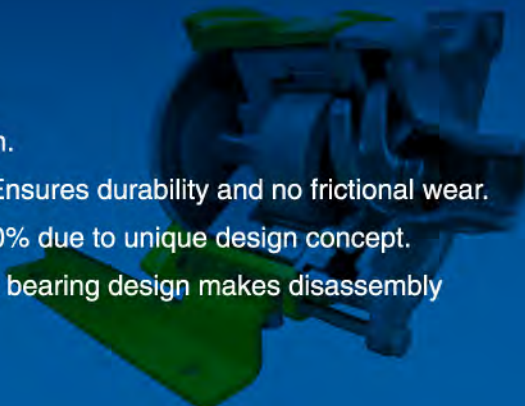 n.
Ensures durability and no frictional wear.
0% due to unique design concept.
bearing design makes disassembly